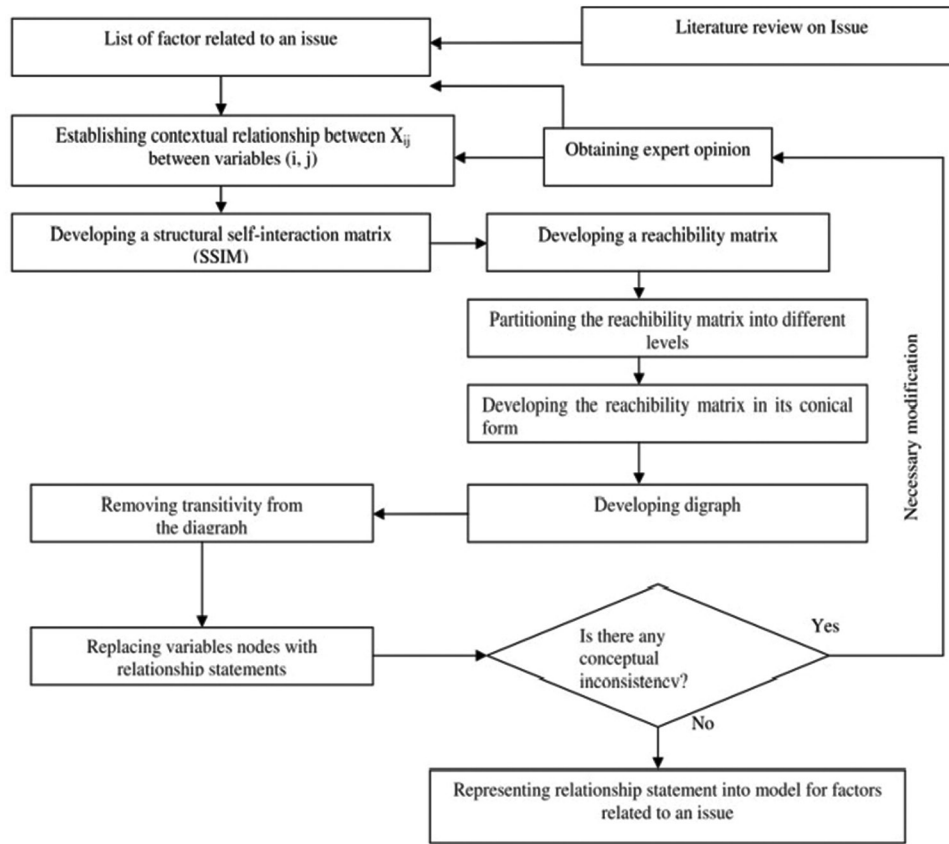 List of factor related to an issue
Literature review on Issue
Establishing contextual relationship between Xij
between variables (i, j)
Obtaining expert opinion
Developing a structural self-interaction matrix
(SSIM)
Developing a reachibility matrix
Partitioning the reachibility matrix into different
levels
Developing the reachibility matrix in its conical
form
Necessary modification
Removing transitivity from
the diagraph
Developing digraph
Replacing variables nodes with
relationship statements
Is there any
conceptual
inconsistency?
Yes
No
Representing relationship statement into model for factors
related to an issue